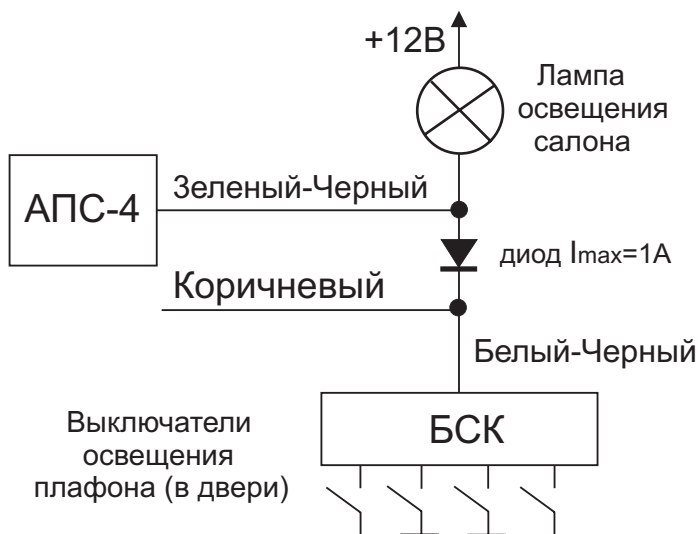 +12В
Лампа
освещения
салона
Зеленый-Черный
АПС-4
диод Imax=1А
Коричневый
Белый-Черный
БСК
Выключатели
освещения
плафона (в двери)